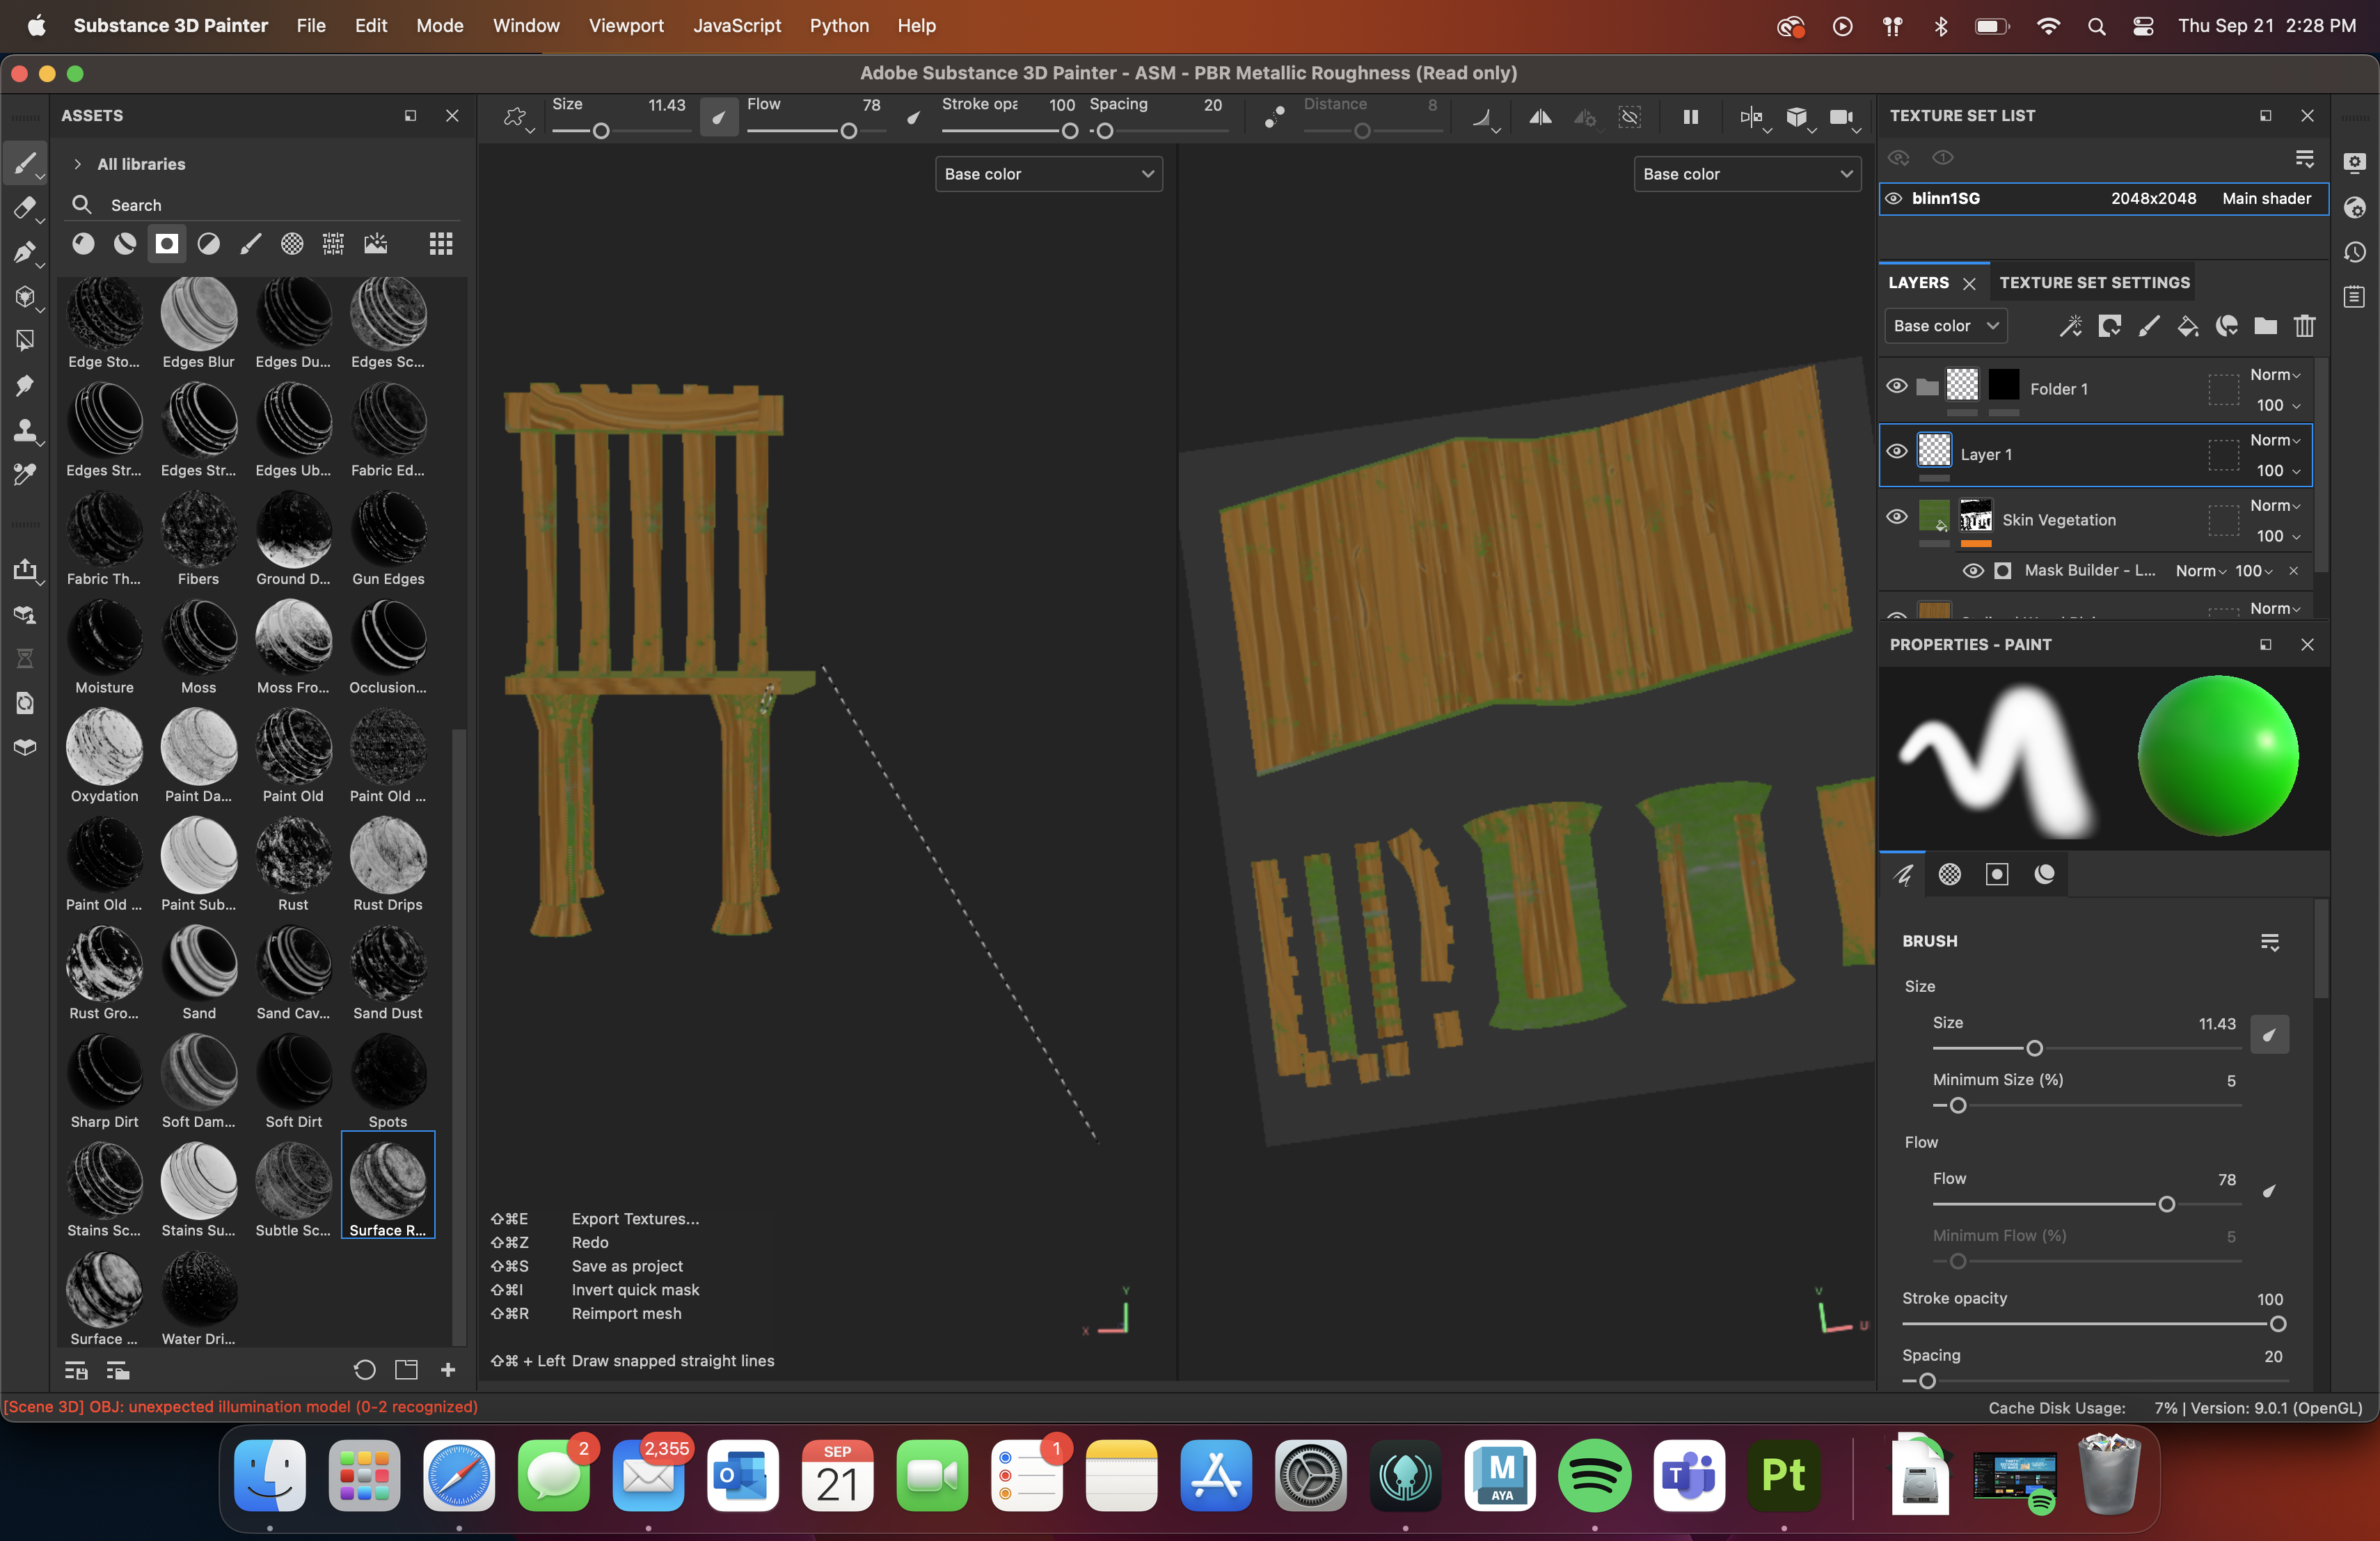 Substance 3D Painter File Edit Mode Window Viewport JavaScript Python Help
Thu Sep 21 2:28 PM
Adobe Substance 3D Painter - ASM - PBR Metallic Roughness (Read only)
ASSETS
All libraries
Search
Edge Sto...
Edges Blur
Edges Du...
Edges Sc...
Edges Str...
Edges Str...
Edges Ub...
Fabric Ed...
Fabric Th...
Fibers
Ground D...
Gun Edges
Moisture
Moss
Moss Fro...
Occlusion...
Oxydation
Paint Da...
Paint Old
Paint Old ...
Paint Old ...
Paint Sub...
Rust
Rust Drips
Rust Gro...
Sand
Sand Cav...
Sand Dust
Sharp Dirt
Soft Dam...
Soft Dirt
Spots
Stains Sc...
Stains Su...
Subtle Sc...
Surface R...
Surface ...
Water Dri...
Size 11.43
Flow 78
Stroke opa 100
Spacing 20
Distance 8
Base color
Base color
⇧⌘E Export Textures...
⇧⌘Z Redo
⇧⌘S Save as project
⇧⌘I Invert quick mask
⇧⌘R Reimport mesh
⇧⌘ + Left Draw snapped straight lines
Y
X
V
U
TEXTURE SET LIST
blinn1SG 2048x2048 Main shader
LAYERS
TEXTURE SET SETTINGS
Base color
Folder 1
Norm
100
Layer 1
Norm
100
Skin Vegetation
Norm
100
Mask Builder - L... Norm 100
Norm
PROPERTIES - PAINT
BRUSH
Size
Size 11.43
Minimum Size (%) 5
Flow
Flow 78
Minimum Flow (%) 5
Stroke opacity 100
Spacing 20
[Scene 3D] OBJ: unexpected illumination model (0-2 recognized)
Cache Disk Usage: 7% | Version: 9.0.1 (OpenGL)
2
2,355
SEP
21
1
M
AYA
Pt